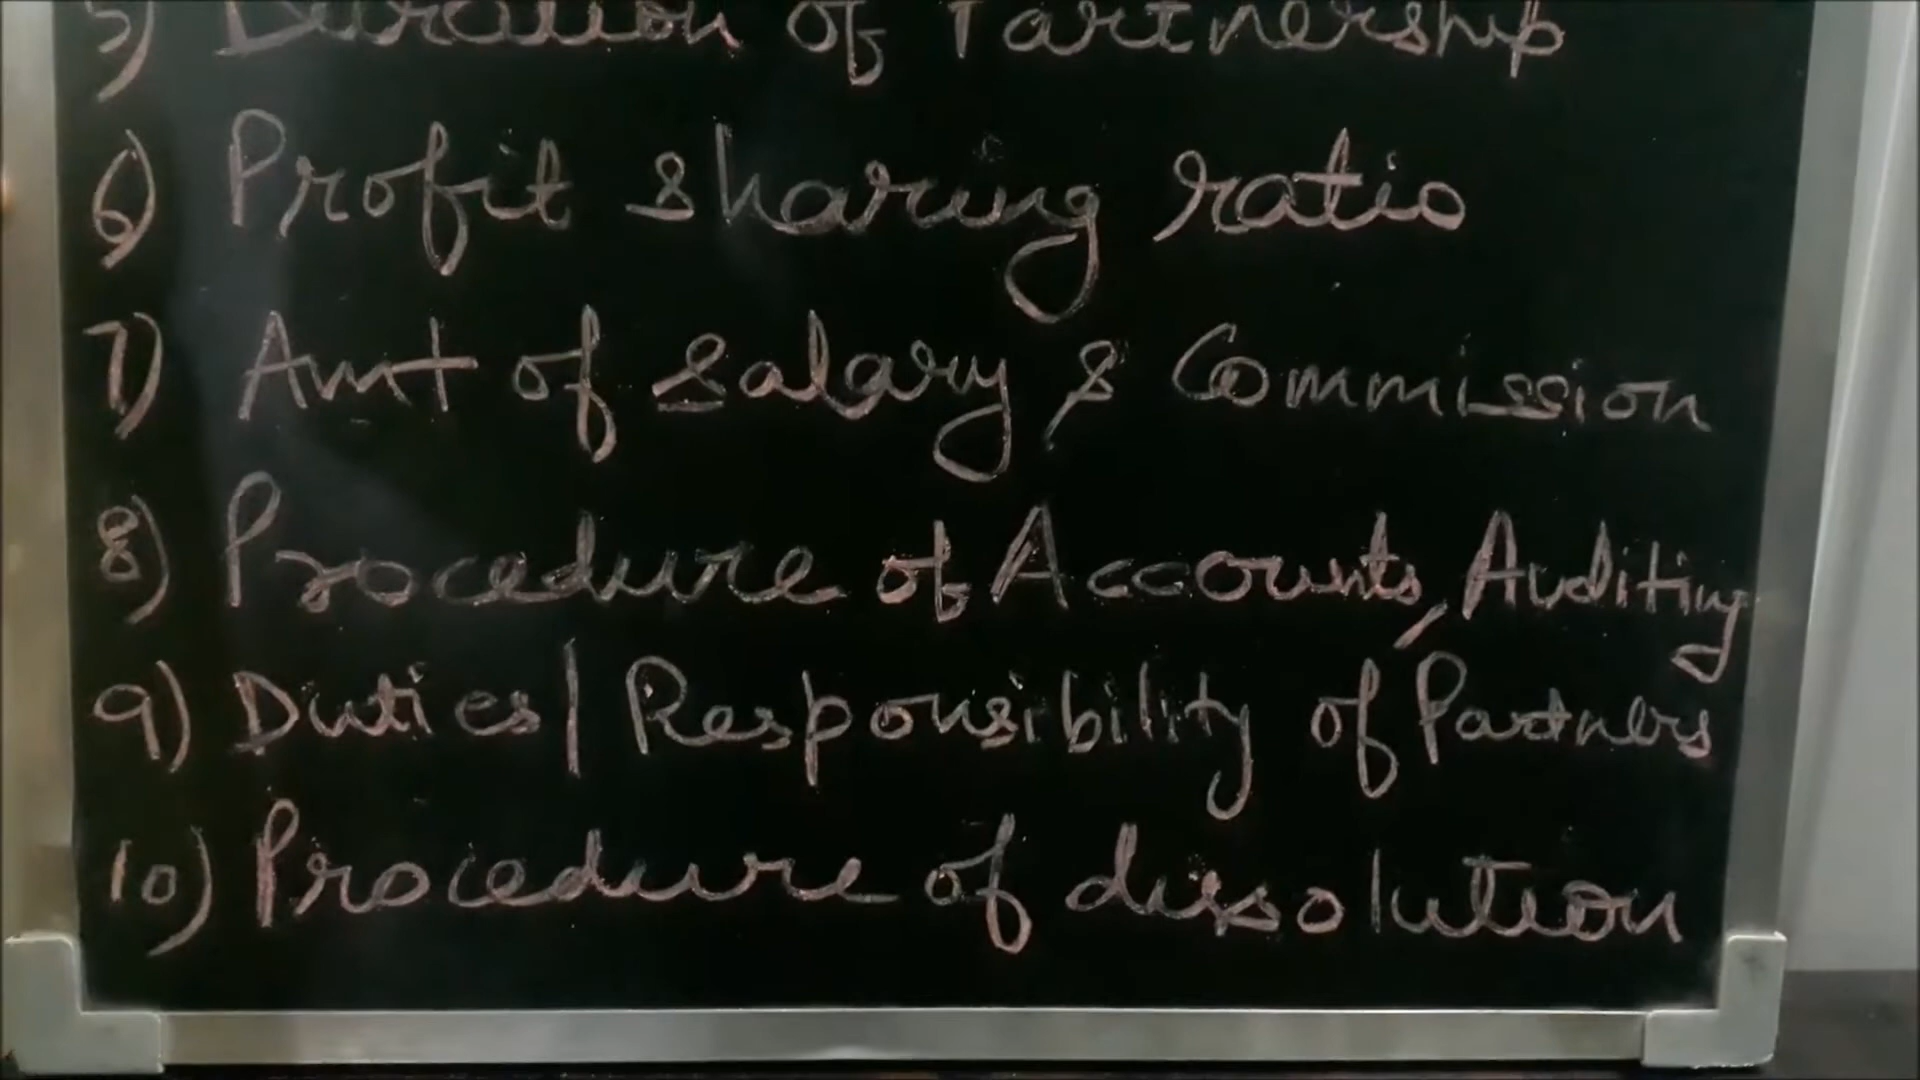 5) Duration of Partnership
6) Profit sharing ratio
7) Amt of Salary & Commission
8) Procedure of Accounts, Auditing
9) Duties/Responsibility of Partners
10) Procedure of dissolution